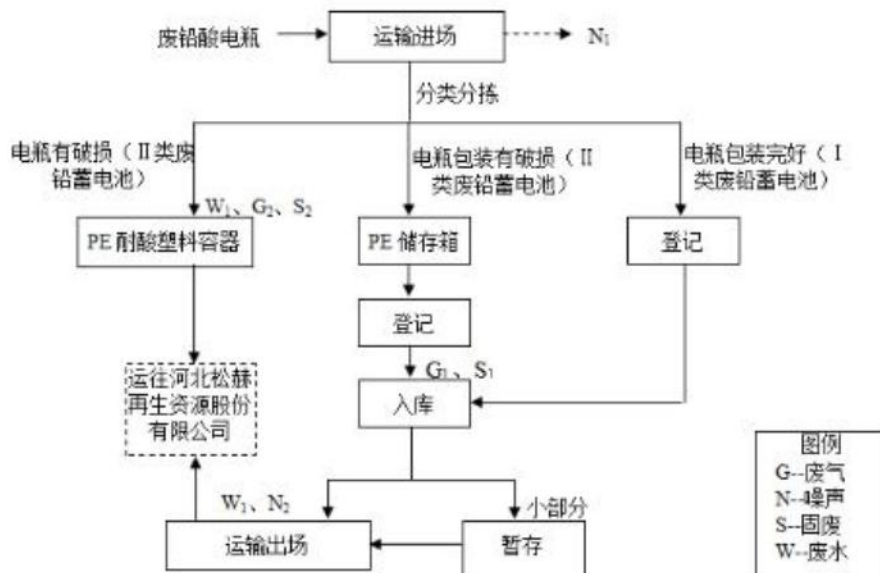 废铅酸电瓶
运输进场
N₁
分类分拣
电瓶有破损（Ⅱ类废
铅蓄电池）
电瓶包装有破损（Ⅱ
类废铅蓄电池）
电瓶包装完好（Ⅰ
类废铅蓄电池）
W₁、G₂、S₂
PE 耐酸塑料容器
PE 储存箱
登记
登记
G₁、S₁
运往河北松赫
再生资源股份
有限公司
入库
W₁、N₂
小部分
运输出场
暂存
图例
G--废气
N--噪声
S--固废
W--废水